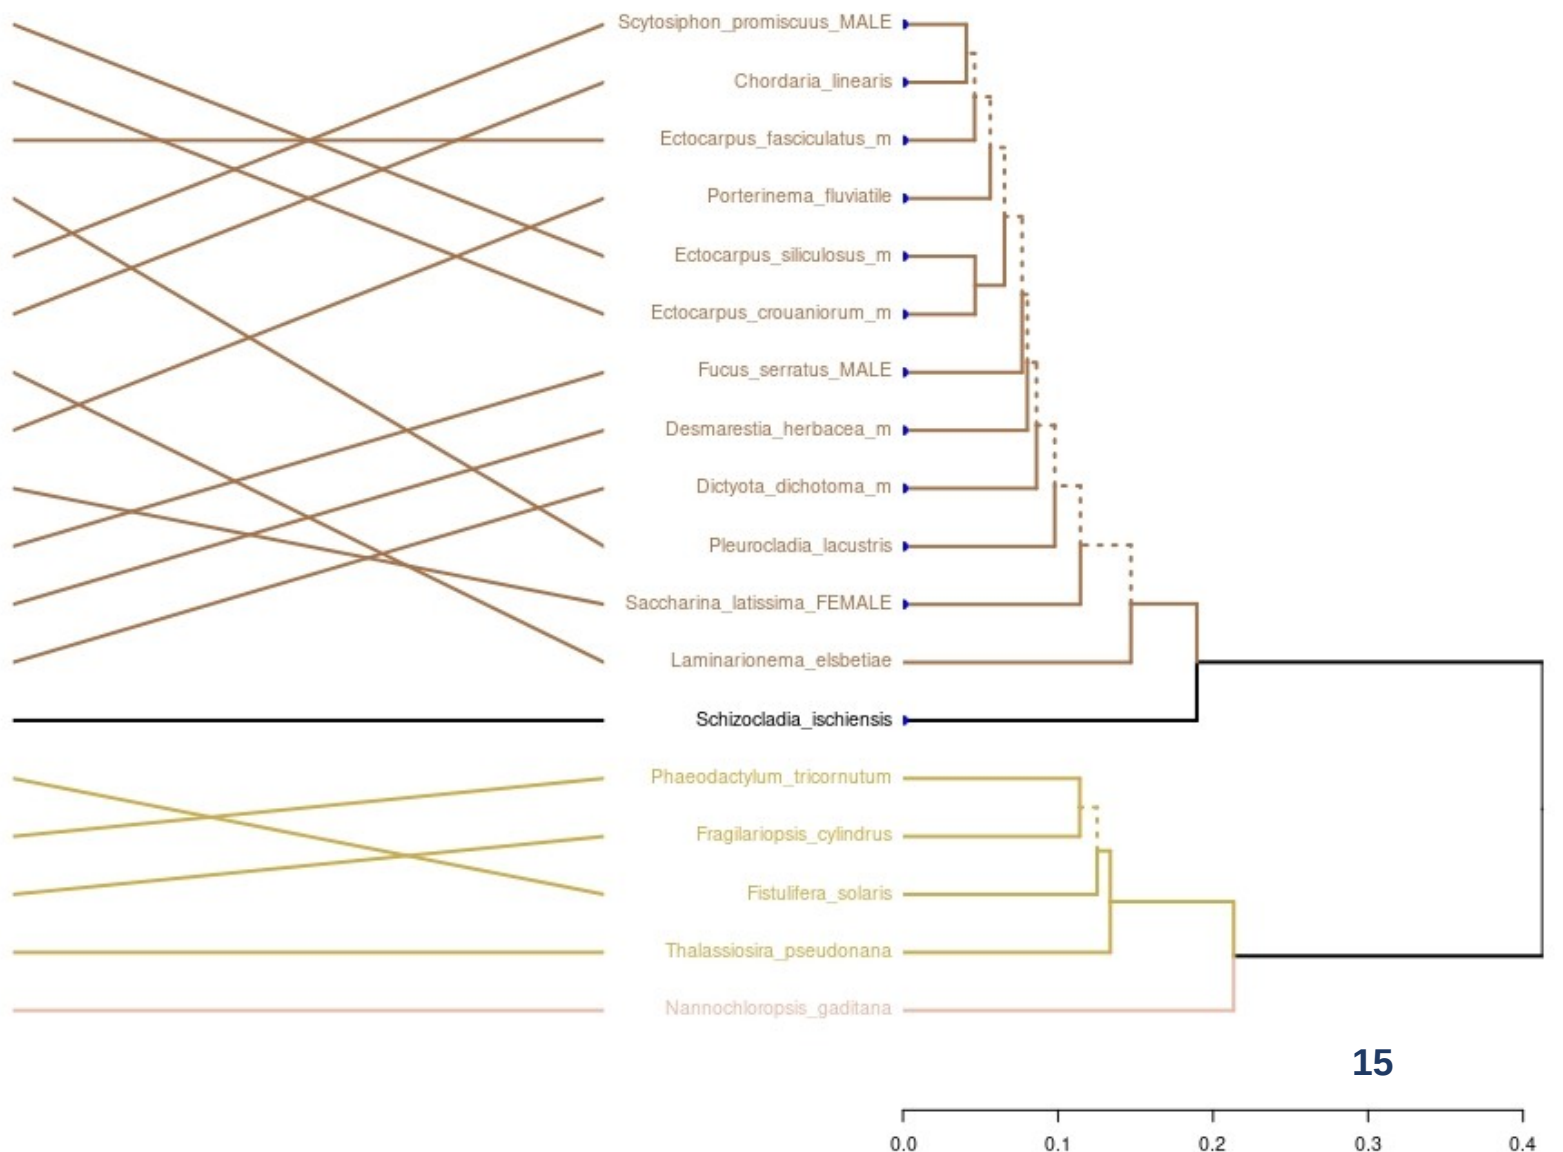 Scytosiphon_promiscuus_MALE
Chordaria_linearis
Ectocarpus_fasciculatus_m
Porterinema_fluviatile
Ectocarpus_siliculosus_m
Ectocarpus_crouaniorum_m
Fucus_serratus_MALE
Desmarestia_herbacea_m
Dictyota_dichotoma_m
Pleurocladia_lacustris
Saccharina_latissima_FEMALE
Laminarionema_elsbetiae
Schizocladia_ischiensis
Phaeodactylum_tricornutum
Fragilariopsis_cylindrus
Fistulifera_solaris
Thalassiosira_pseudonana
Nannochloropsis_gaditana
15
0.0 0.1 0.2 0.3 0.4